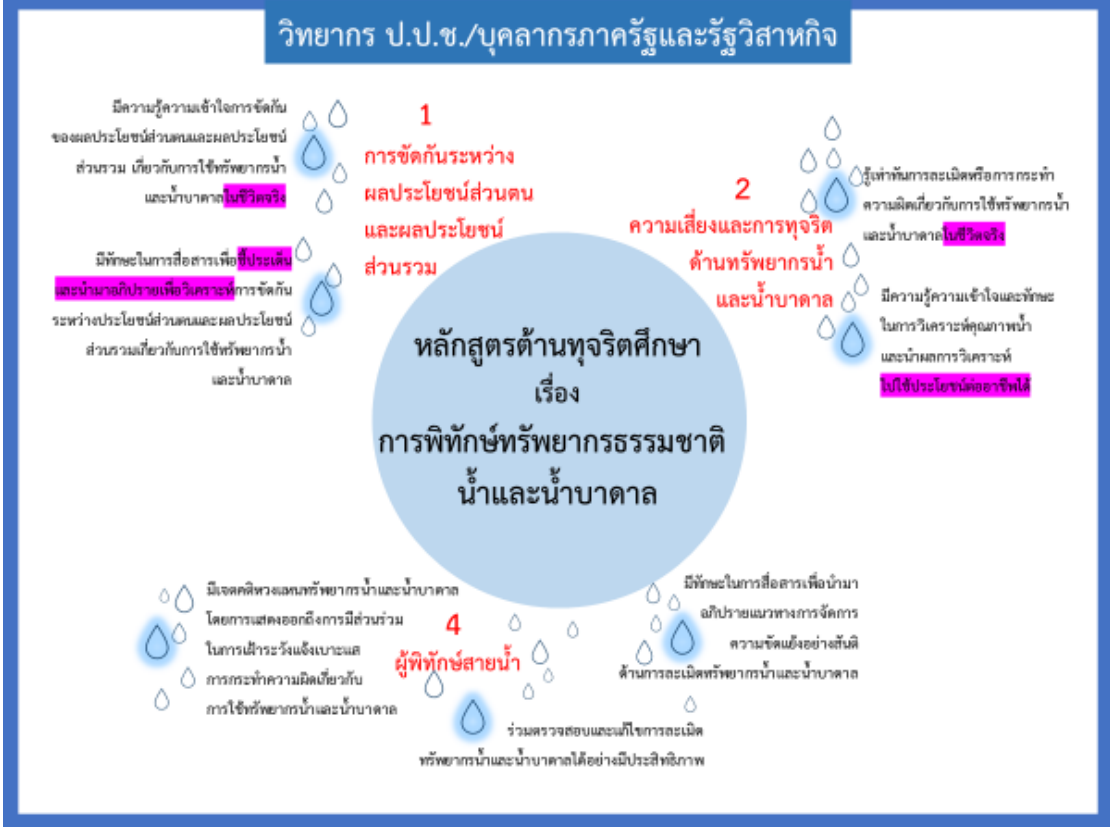 วิทยากร ป.ป.ช./บุคลากรภาครัฐและรัฐวิสาหกิจ
มีความรู้ความเข้าใจการขัดกัน
ของผลประโยชน์ส่วนตนและผลประโยชน์
ส่วนรวม เกี่ยวกับการใช้ทรัพยากรน้ำ
และน้ำบาดาลในชีวิตจริง
มีทักษะในการสื่อสารเพื่อชี้ประเด็น
และนำมาอภิปรายเพื่อวิเคราะห์การขัดกัน
ระหว่างประโยชน์ส่วนตนและผลประโยชน์
ส่วนรวมเกี่ยวกับการใช้ทรัพยากรน้ำ
และน้ำบาดาล
1
การขัดกันระหว่าง
ผลประโยชน์ส่วนตน
และผลประโยชน์
ส่วนรวม
2
ความเสี่ยงและการทุจริต
ด้านทรัพยากรน้ำ
และน้ำบาดาล
รู้เท่าทันการละเมิดหรือการกระทำ
ความผิดเกี่ยวกับการใช้ทรัพยากรน้ำ
และน้ำบาดาลในชีวิตจริง
มีความรู้ความเข้าใจและทักษะ
ในการวิเคราะห์คุณภาพน้ำ
และนำผลการวิเคราะห์
ไปใช้ประโยชน์ต่ออาชีพได้
หลักสูตรต้านทุจริตศึกษา
เรื่อง
การพิทักษ์ทรัพยากรธรรมชาติ
น้ำและน้ำบาดาล
มีเจตคติหวงแหนทรัพยากรน้ำและน้ำบาดาล
โดยการแสดงออกถึงการมีส่วนร่วม
ในการเฝ้าระวังแจ้งเบาะแส
การกระทำความผิดเกี่ยวกับ
การใช้ทรัพยากรน้ำและน้ำบาดาล
4
ผู้พิทักษ์สายน้ำ
มีทักษะในการสื่อสารเพื่อนำมา
อภิปรายแนวทางการจัดการ
ความขัดแย้งอย่างสันติ
ด้านการละเมิดทรัพยากรน้ำและน้ำบาดาล
ร่วมตรวจสอบและแก้ไขการละเมิด
ทรัพยากรน้ำและน้ำบาดาลได้อย่างมีประสิทธิภาพ